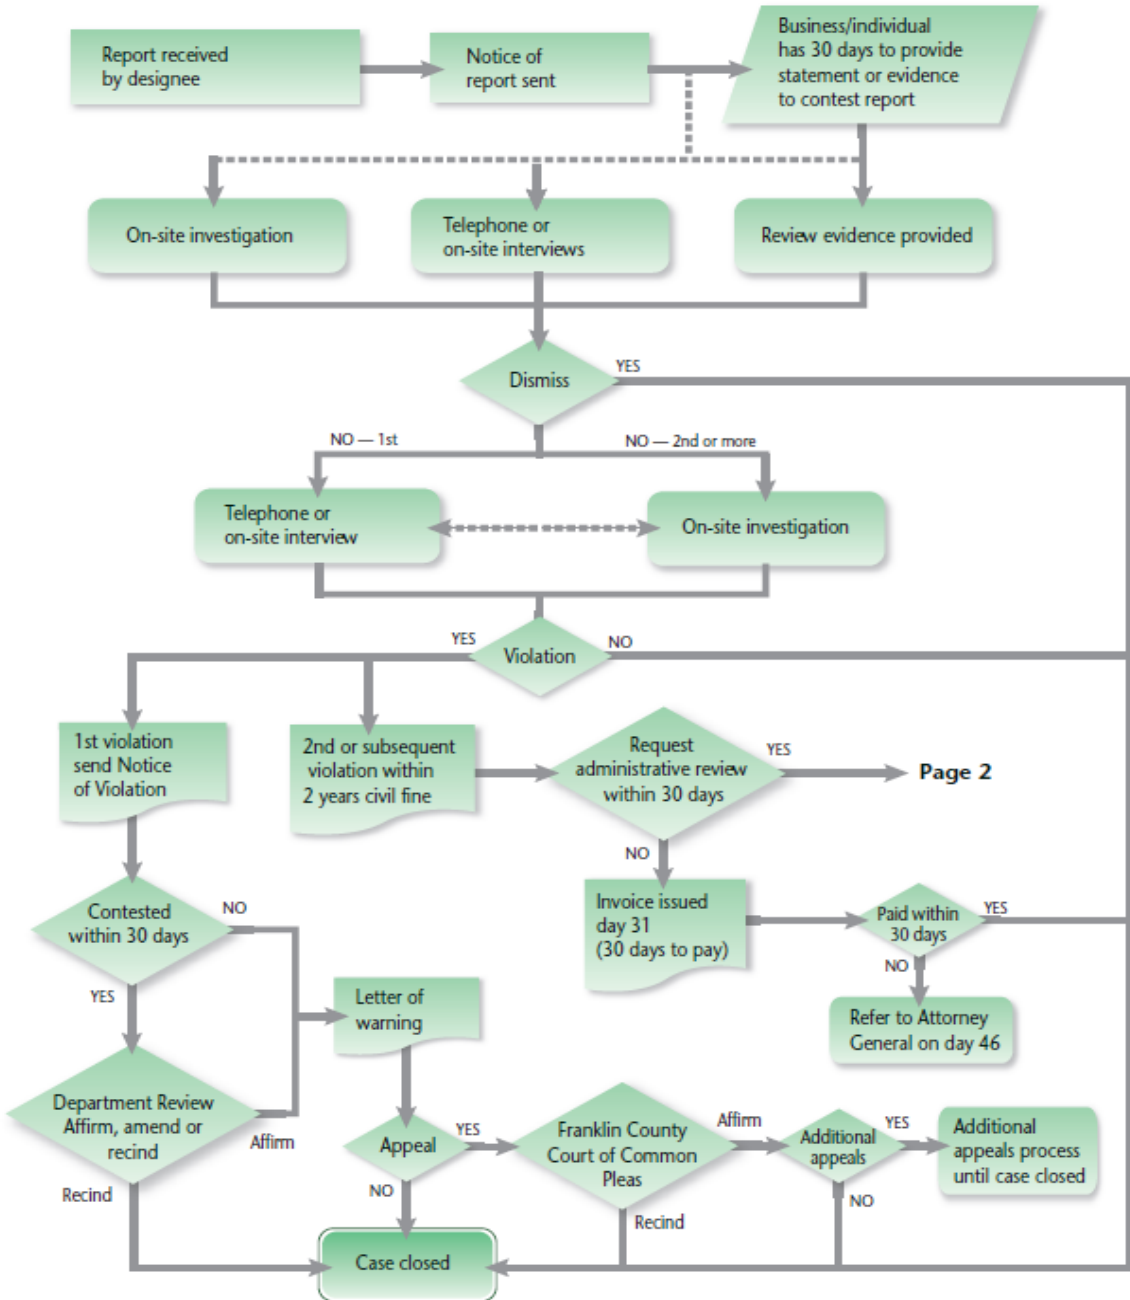 Report received
by designee
Notice of
report sent
Business/individual
has 30 days to provide
statement or evidence
to contest report
On-site investigation
Telephone or
on-site interviews
Review evidence provided
Dismiss
YES
NO — 1st
NO — 2nd or more
Telephone or
on-site interview
On-site investigation
Violation
YES
NO
1st violation
send Notice
of Violation
2nd or subsequent
violation within
2 years civil fine
Request
administrative review
within 30 days
YES
Page 2
NO
Invoice issued
day 31
(30 days to pay)
Paid within
30 days
YES
NO
Refer to Attorney
General on day 46
Contested
within 30 days
NO
YES
Letter of
warning
Department Review
Affirm, amend or
recind
Affirm
Recind
Appeal
YES
NO
Franklin County
Court of Common
Pleas
Affirm
Recind
Additional
appeals
YES
NO
Additional
appeals process
until case closed
Case closed